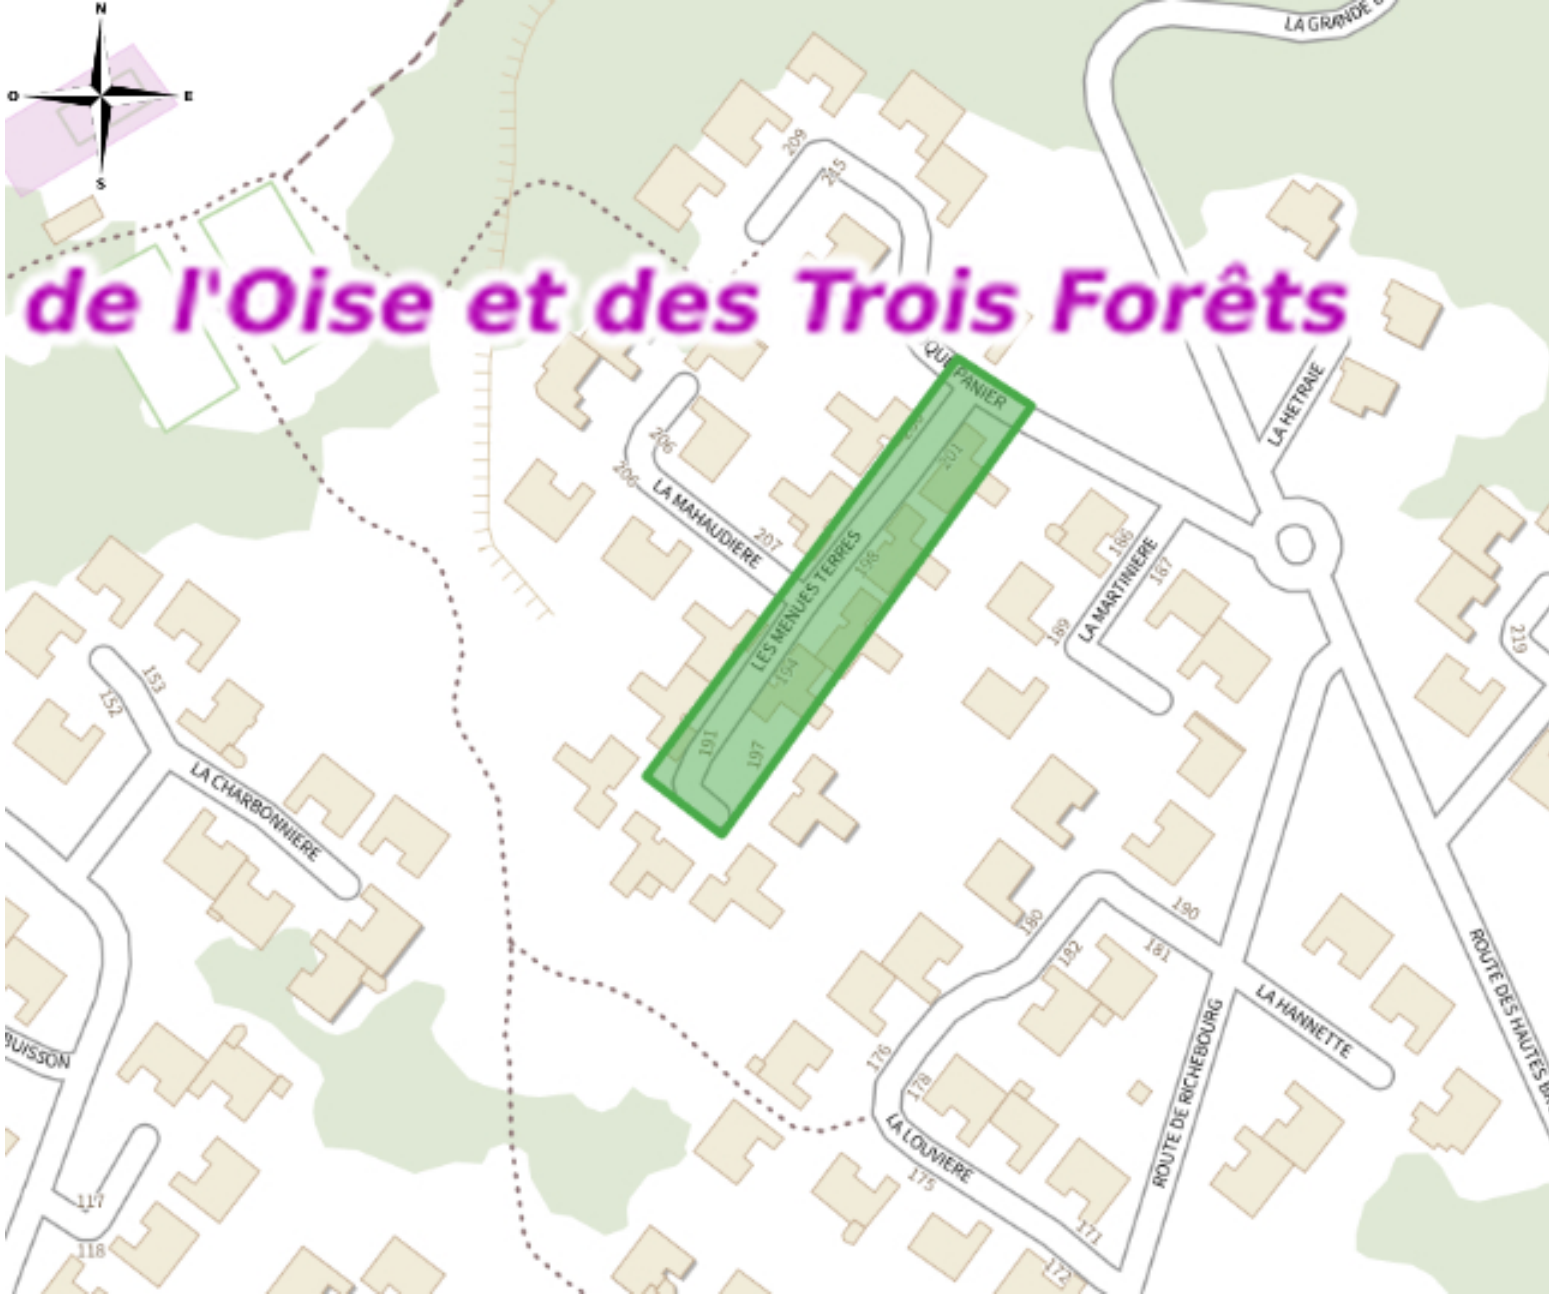 N
O
E
S
LA GRANDE
209
215
de l'Oise et des Trois Forêts
PANIER
LA HETRAIE
201
206
206
LA MAHAUDIERE
207
LES MENUES TERRES
198
186
187
LA MARTINIERE
189
219
194
191
197
153
152
LA CHARBONNIERE
180
182
190
181
176
178
LA HANNETTE
ROUTE DE RICHEBOURG
ROUTE DES HAUTES
BUISSON
LA LOUVIERE
175
171
172
117
118